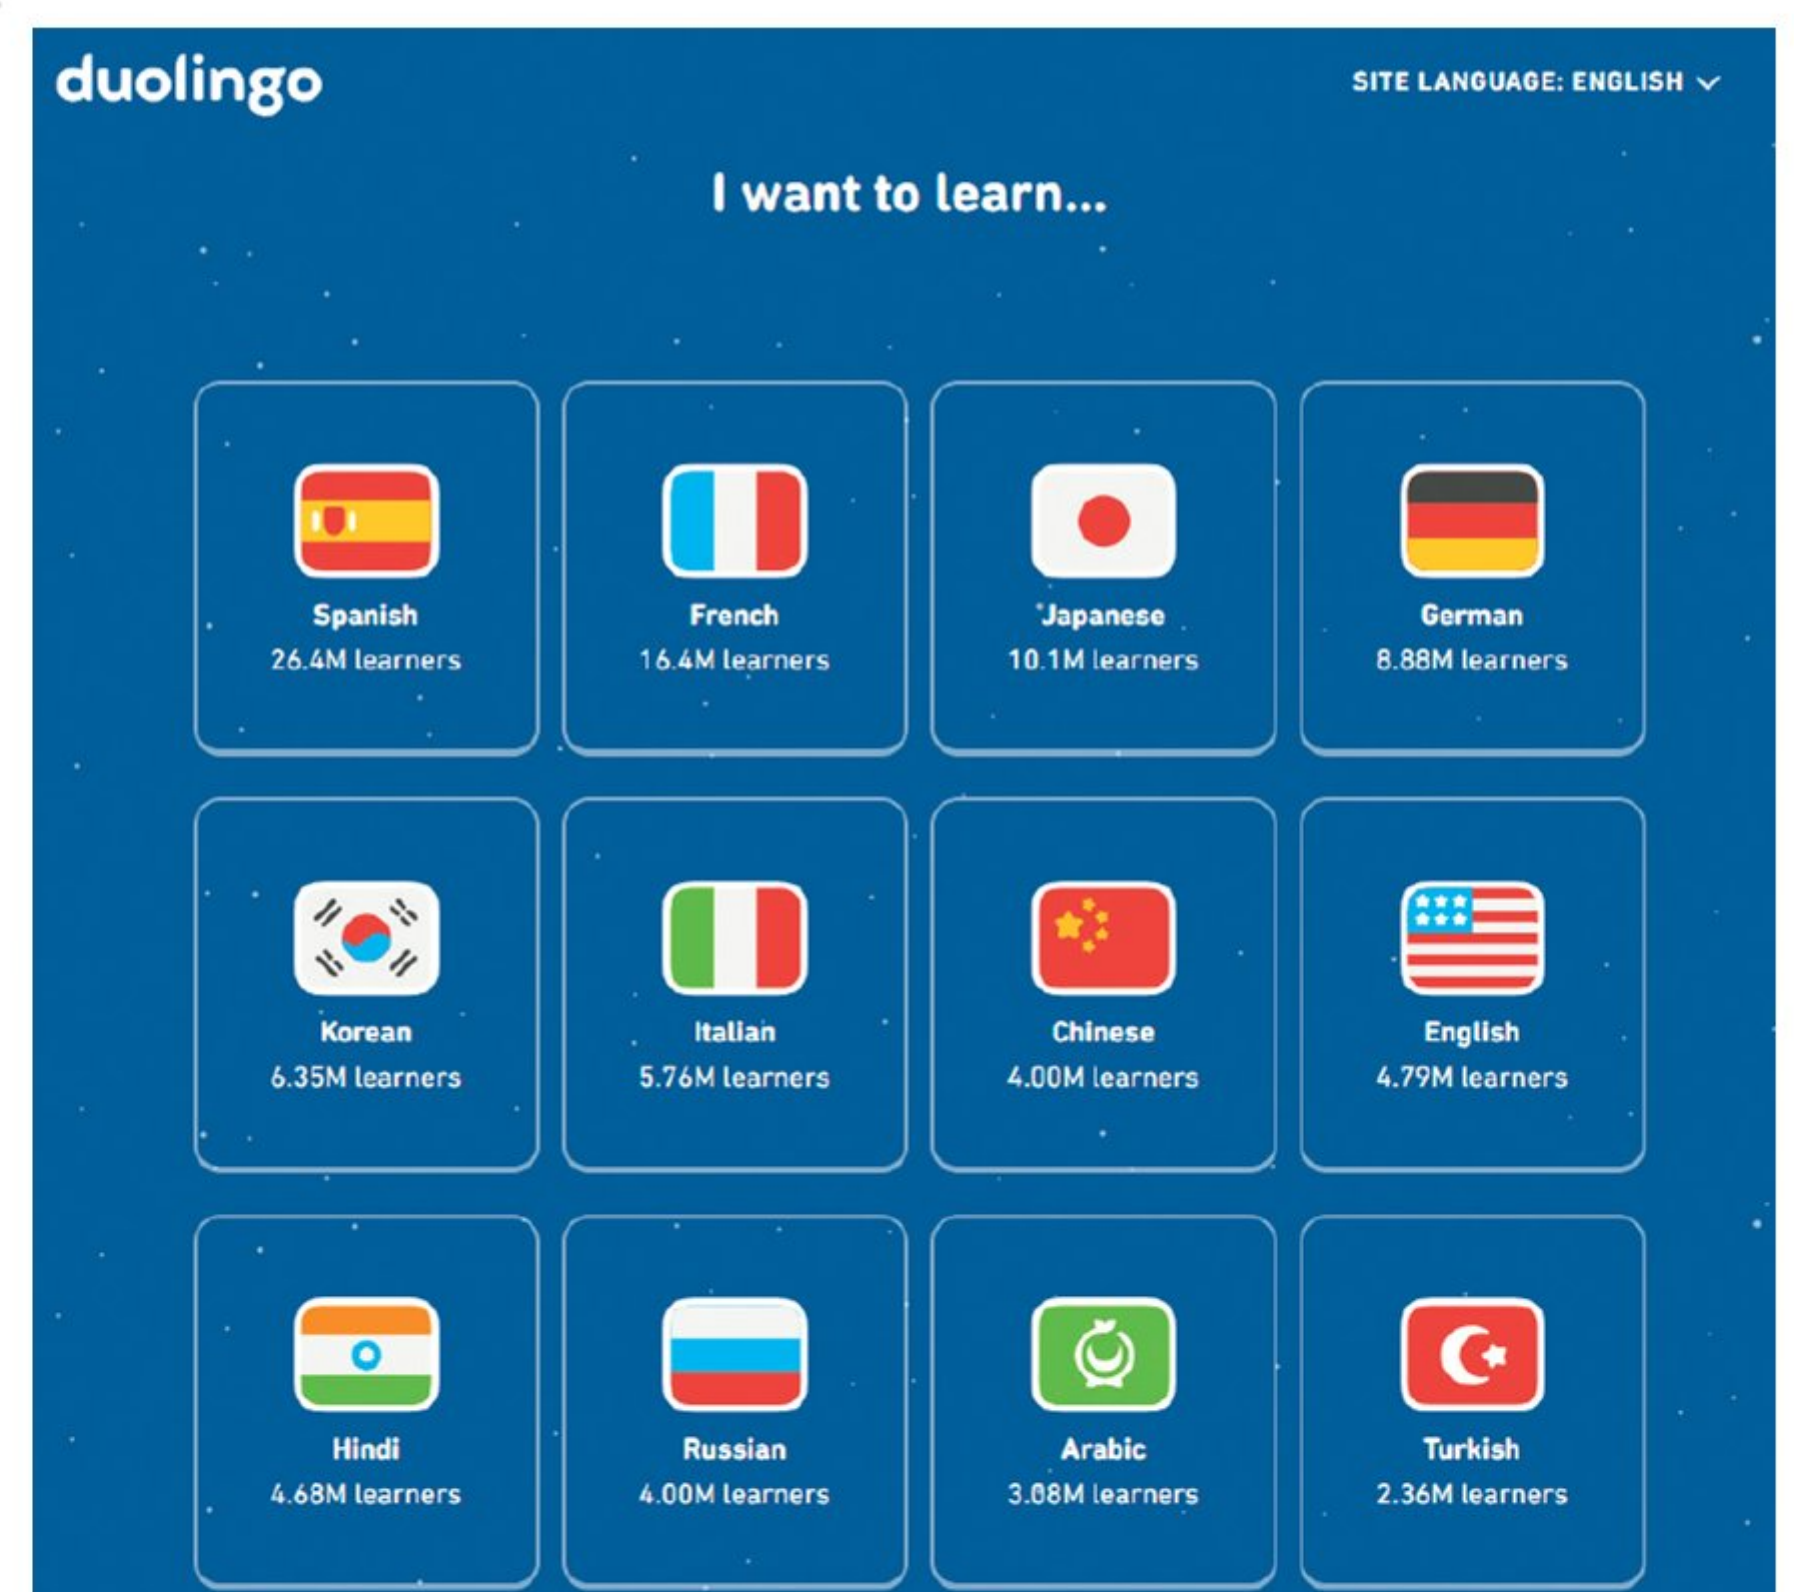 duolingo
SITE LANGUAGE: ENGLISH
I want to learn...
Spanish
26.4M learners
French
16.4M learners
Japanese
10.1M learners
German
8.88M learners
Korean
6.35M learners
Italian
5.76M learners
Chinese
4.00M learners
English
4.79M learners
Hindi
4.68M learners
Russian
4.00M learners
Arabic
3.08M learners
Turkish
2.36M learners